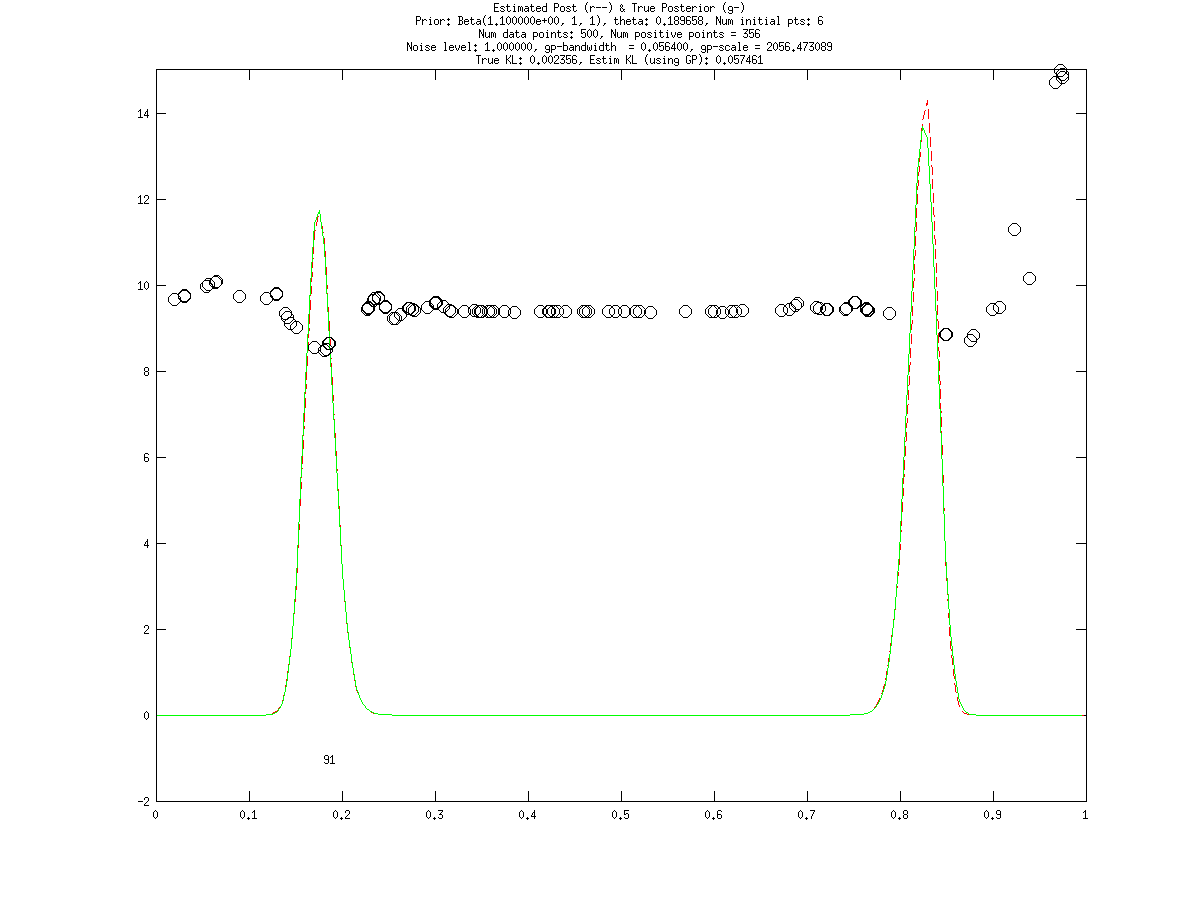 Estimated Post (r--) & True Posterior (g-)
Prior: Beta(1.100000e+00, 1, 1), theta: 0.189658, Num initial pts: 6
Num data points: 500, Num positive points = 356
Noise level: 1.000000, gp-bandwidth  = 0.056400, gp-scale = 2056.473089
True KL: 0.002356, Estim KL (using GP): 0.057461
14
12
10
8
6
4
2
0
91
-2
0 0.1 0.2 0.3 0.4 0.5 0.6 0.7 0.8 0.9 1